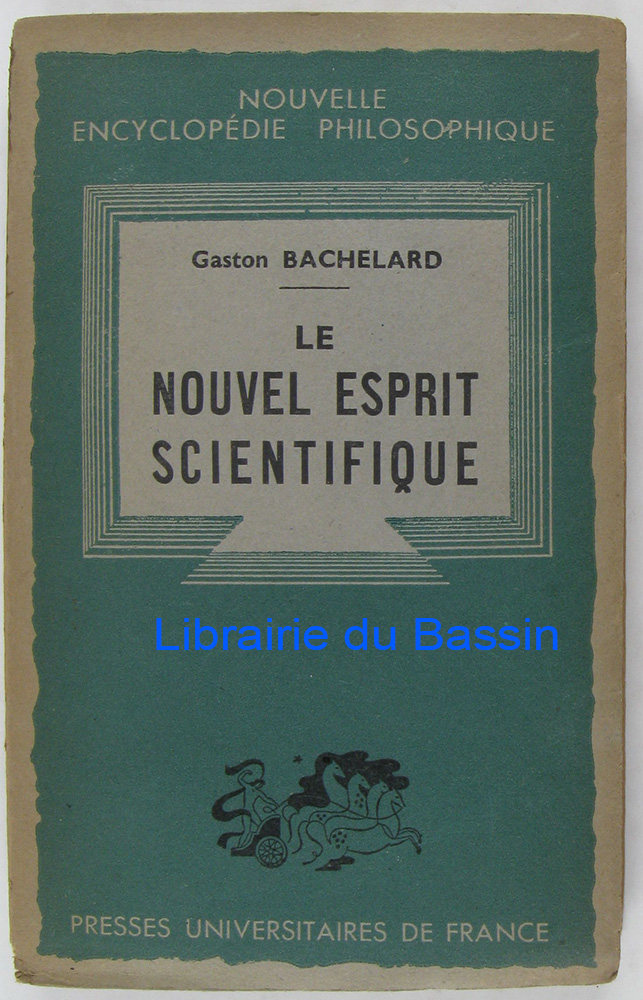 NOUVELLE
ENCYCLOPÉDIE PHILOSOPHIQUE
Gaston BACHELARD
LE
NOUVEL ESPRIT
SCIENTIFIQUE
Librairie du Bassin
PRESSES UNIVERSITAIRES DE FRANCE